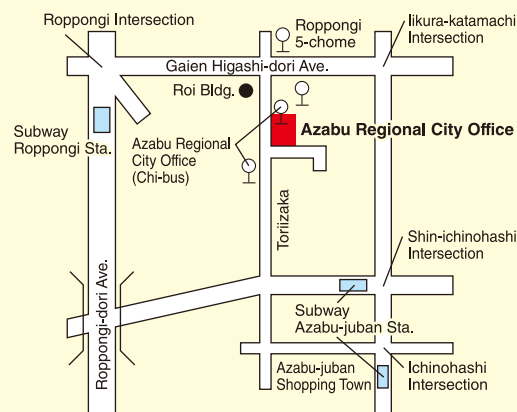 Roppongi Intersection
Roppongi
5-chome
Iikura-katamachi
Intersection
Gaien Higashi-dori Ave.
Roi Bldg.
Subway
Roppongi Sta.
Azabu Regional
City Office
(Chi-bus)
Azabu Regional City Office
Toriizaka
Shin-ichinohashi
Intersection
Roppongi-dori Ave.
Subway
Azabu-juban Sta.
Azabu-juban
Shopping Town
Ichinohashi
Intersection